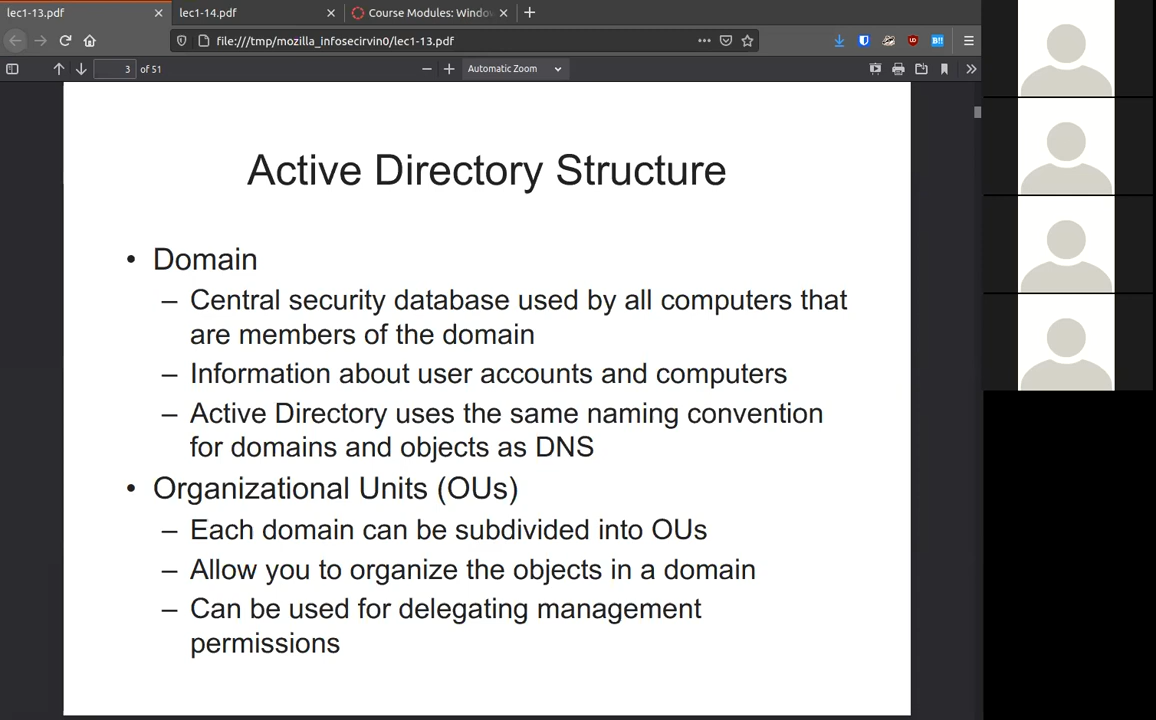 lec1-13.pdf
lec1-14.pdf
Course Modules: Windo
file:///tmp/mozilla_infosecirvin0/lec1-13.pdf
3 of 51
Automatic Zoom
Active Directory Structure
• Domain
– Central security database used by all computers that
are members of the domain
– Information about user accounts and computers
– Active Directory uses the same naming convention
for domains and objects as DNS
• Organizational Units (OUs)
– Each domain can be subdivided into OUs
– Allow you to organize the objects in a domain
– Can be used for delegating management
permissions